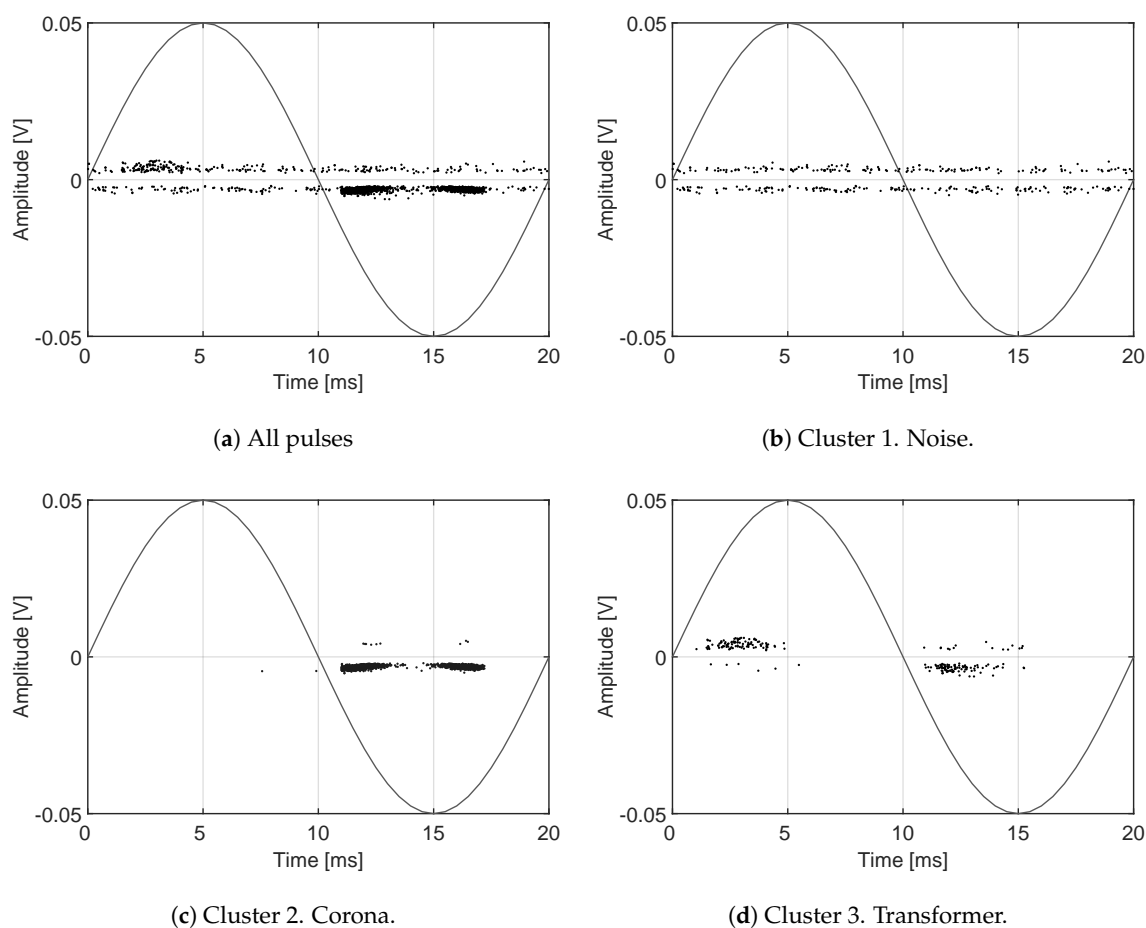 0.05
0
-0.05
Amplitude [V]
0 5 10 15 20
Time [ms]
(a) All pulses
0.05
0
-0.05
Amplitude [V]
0 5 10 15 20
Time [ms]
(b) Cluster 1. Noise.
0.05
0
-0.05
Amplitude [V]
0 5 10 15 20
Time [ms]
(c) Cluster 2. Corona.
0.05
0
-0.05
Amplitude [V]
0 5 10 15 20
Time [ms]
(d) Cluster 3. Transformer.